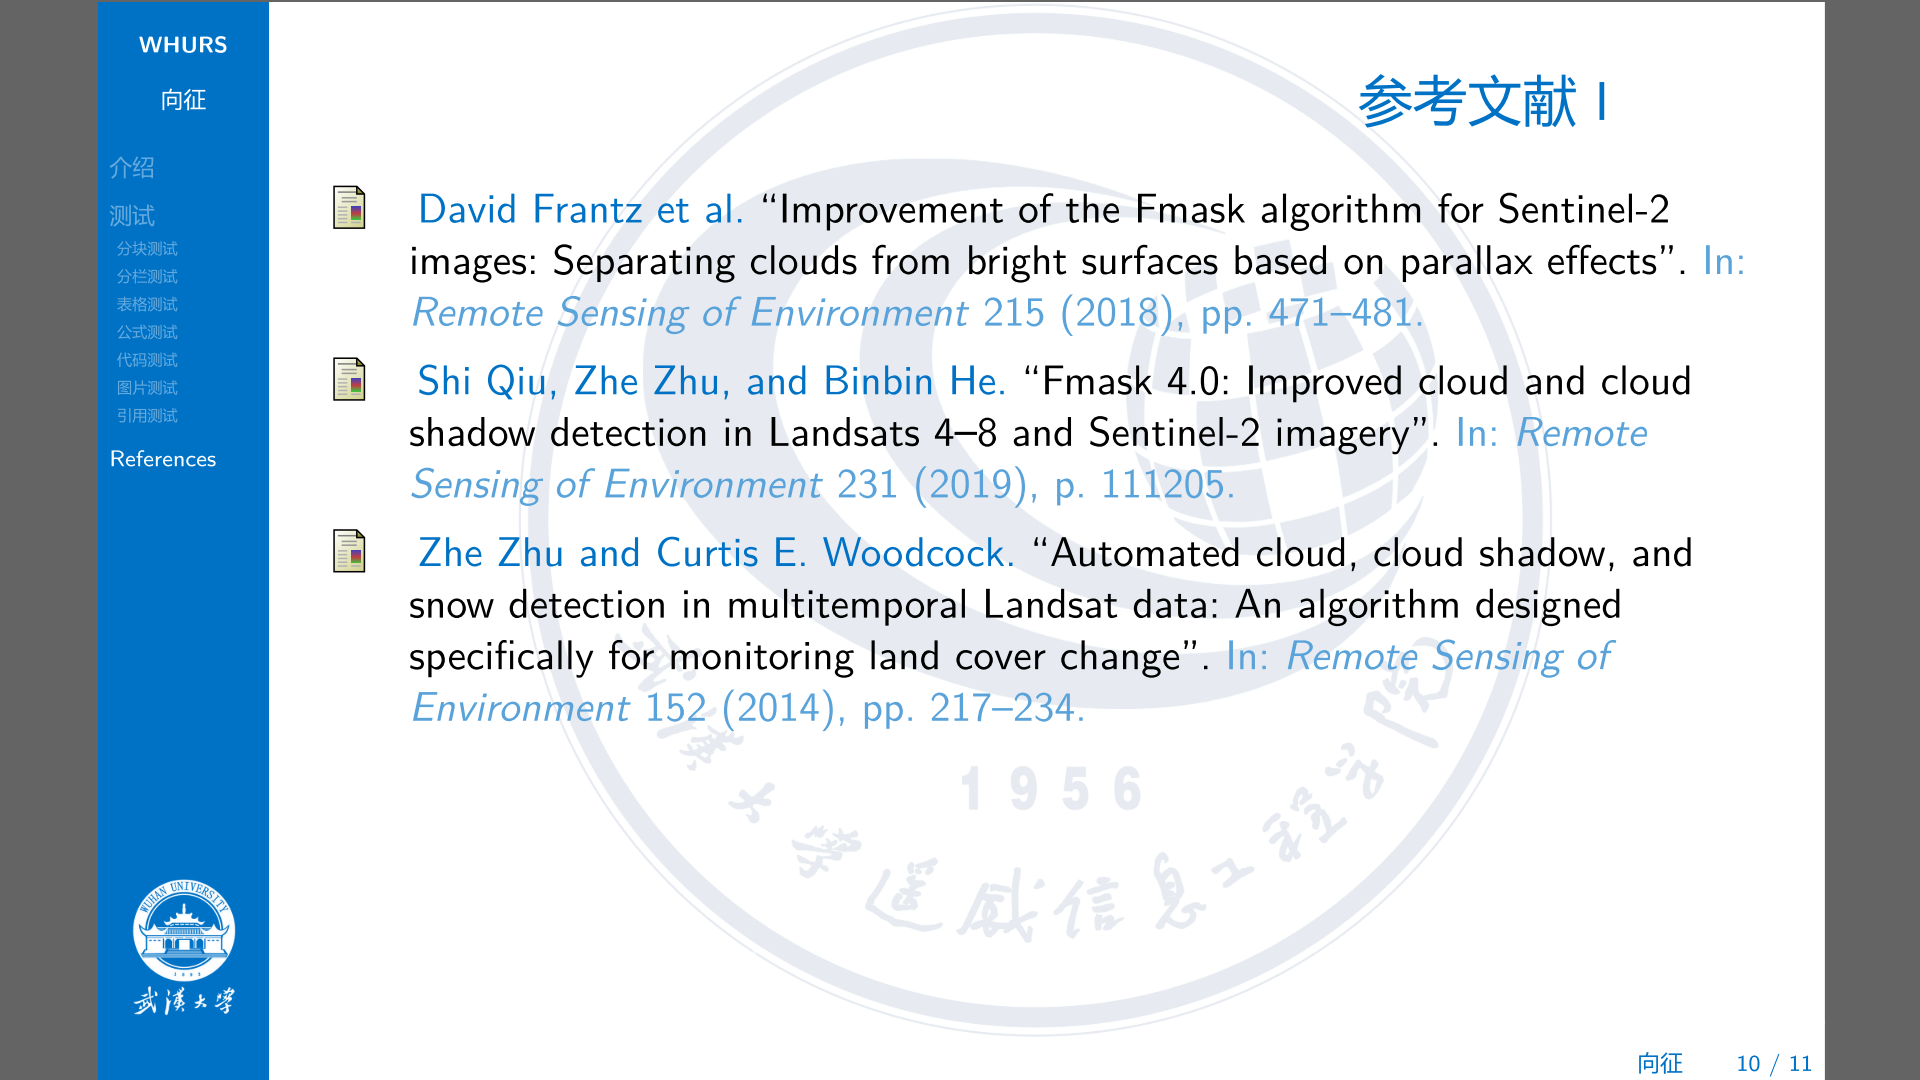 WHURS
向征
介绍
测试
分块测试
分栏测试
表格测试
公式测试
代码测试
图片测试
引用测试
References
WUHAN UNIVERSITY
1893
武漢大學
参考文献 I
David Frantz et al. “Improvement of the Fmask algorithm for Sentinel-2
images: Separating clouds from bright surfaces based on parallax effects”. In:
Remote Sensing of Environment 215 (2018), pp. 471–481.
Shi Qiu, Zhe Zhu, and Binbin He. “Fmask 4.0: Improved cloud and cloud
shadow detection in Landsats 4–8 and Sentinel-2 imagery”. In: Remote
Sensing of Environment 231 (2019), p. 111205.
Zhe Zhu and Curtis E. Woodcock. “Automated cloud, cloud shadow, and
snow detection in multitemporal Landsat data: An algorithm designed
specifically for monitoring land cover change”. In: Remote Sensing of
Environment 152 (2014), pp. 217–234.
1956
武漢大學遥感信息工程学院
向征 10 / 11